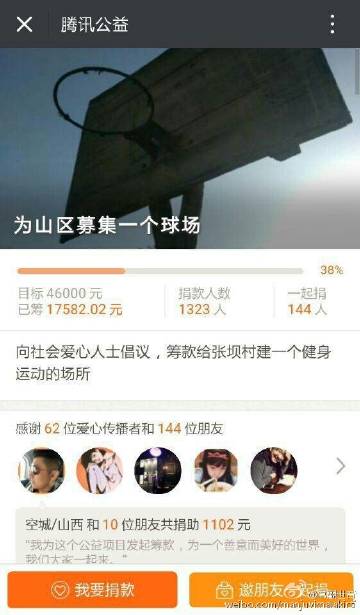 腾讯公益
为山区募集一个球场
38%
目标 46000 元
已筹 17582.02 元
捐款人数
1323 人
一起捐
144 人
向社会爱心人士倡议，筹款给张坝村建一个健身
运动的场所
感谢 62 位爱心传播者和 144 位朋友
空城/山西 和 10 位朋友共捐助 1102 元
“我为这个公益项目发起筹款，为一个善意而美好的世界，
我们大家一起来。”
我要捐款
邀朋友一起捐